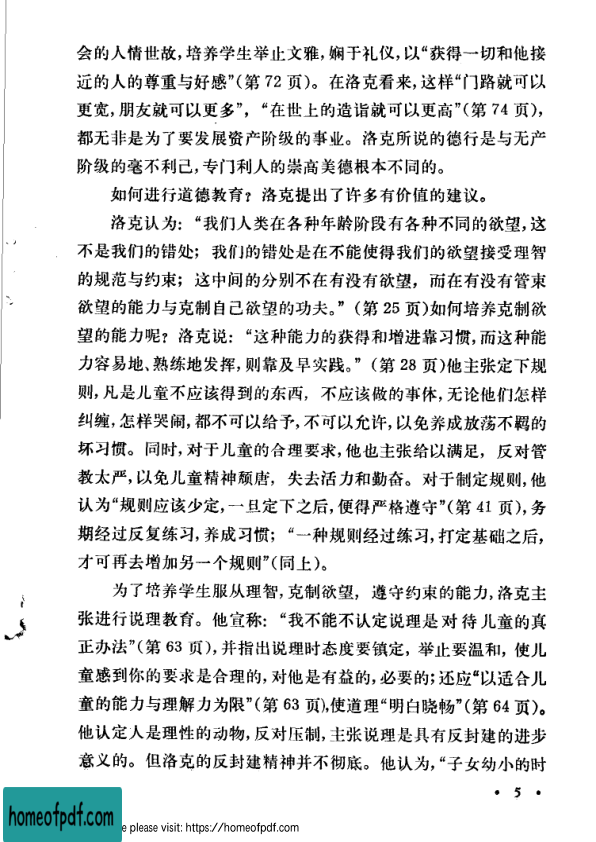 会的人情世故，培养学生举止文雅，娴于礼仪，以“获得一切和他接
近的人的尊重与好感”(第 72 页)。在洛克看来，这样“门路就可以
更宽，朋友就可以更多”，“在世上的造诣就可以更高”(第 74 页)，
都无非是为了要发展资产阶级的事业。洛克所说的德行是与无产
阶级的毫不利己，专门利人的崇高美德根本不同的。
如何进行道德教育？洛克提出了许多有价值的建议。
洛克认为：“我们人类在各种年龄阶段有各种不同的欲望，这
不是我们的错处；我们的错处是在不能使得我们的欲望接受理智
的规范与约束；这中间的分别不在有没有欲望，而在有没有管束
欲望的能力与克制自己欲望的功夫。”(第 25 页)如何培养克制欲
望的能力呢？洛克说：“这种能力的获得和增进靠习惯，而这种能
力容易地、熟练地发挥，则靠及早实践。”(第 28 页)他主张定下规
则，凡是儿童不应该得到的东西，不应该做的事体，无论他们怎样
纠缠，怎样哭闹，都不可以给予，不可以允许，以免养成放荡不羁的
坏习惯。同时，对于儿童的合理要求，他也主张给以满足，反对管
教太严，以免儿童精神颓唐，失去活力和勤奋。对于制定规则，他
认为“规则应该少定，一旦定下之后，便得严格遵守”(第 41 页)，务
期经过反复练习，养成习惯；“一种规则经过练习，打定基础之后，
才可再去增加另一个规则”(同上)。
为了培养学生服从理智，克制欲望，遵守约束的能力，洛克主
张进行说理教育。他宣称：“我不能不认定说理是对待儿童的真
正办法”(第 63 页)，并指出说理时态度要镇定，举止要温和，使儿
童感到你的要求是合理的，对他是有益的，必要的；还应“以适合儿
童的能力与理解力为限”(第 63 页)，使道理“明白晓畅”(第 64 页)。
他认定人是理性的动物，反对压制，主张说理是具有反封建的进步
意义的。但洛克的反封建精神并不彻底。他认为，“子女幼小的时
• 5 •
homeofpdf.com
e please visit: https://homeofpdf.com